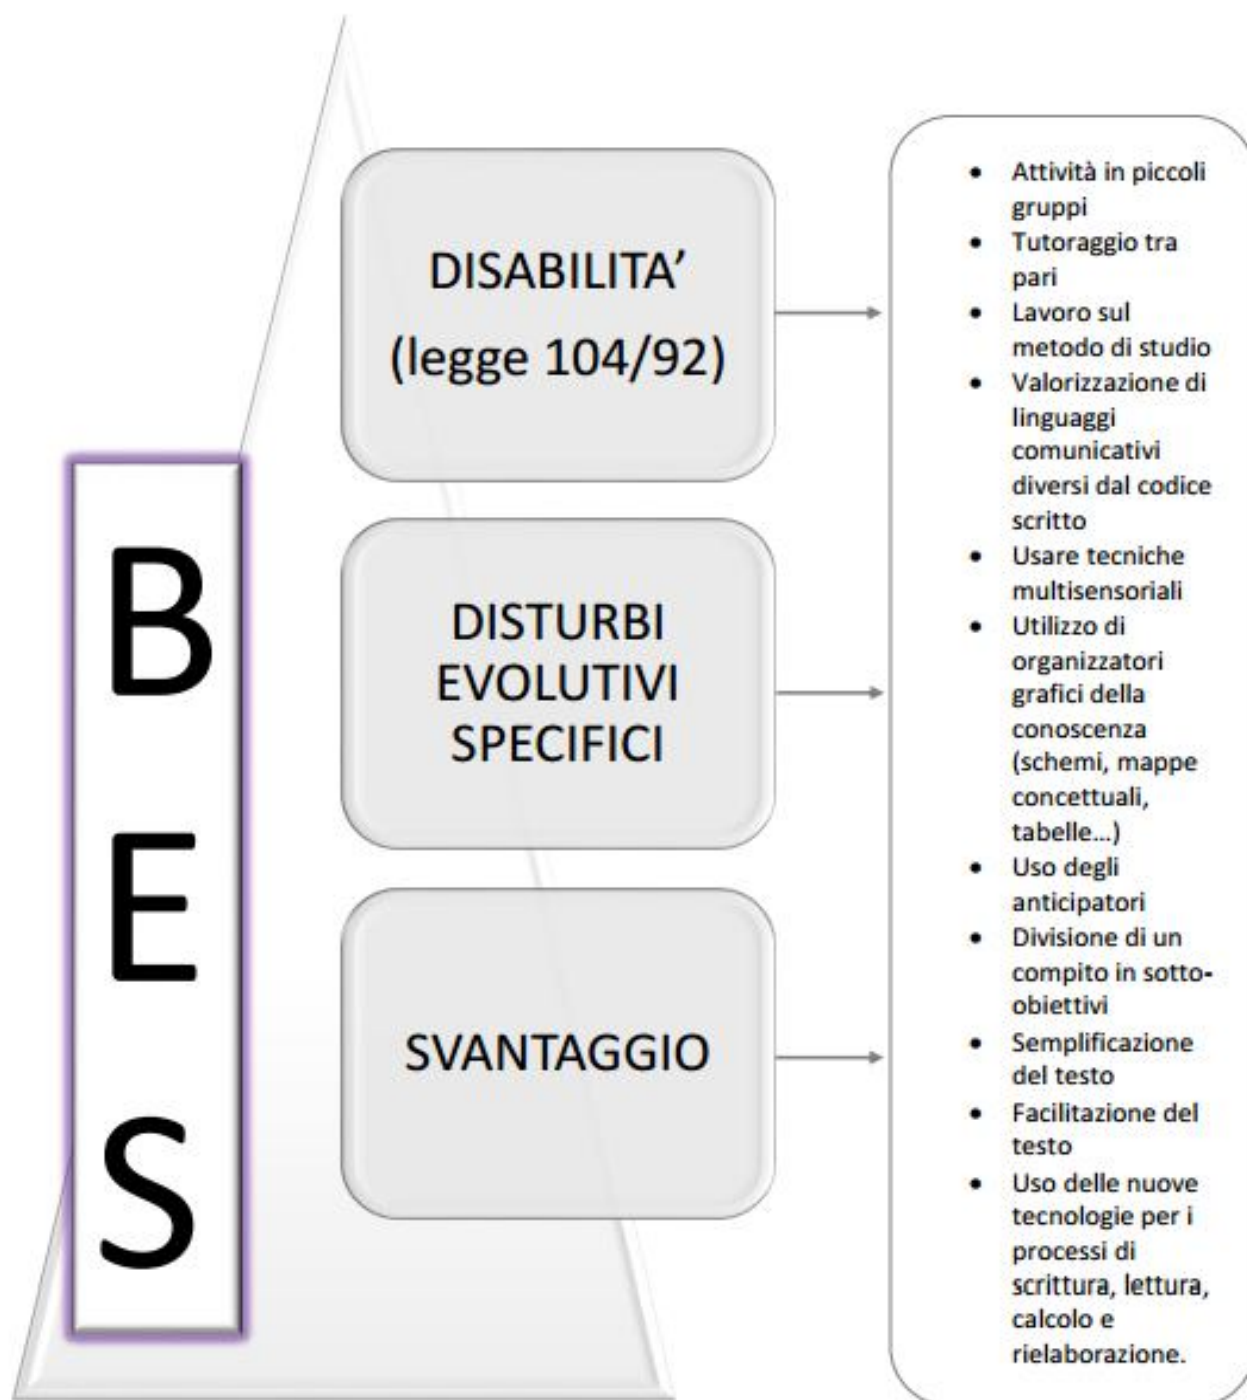 B
E
S
DISABILITA’
(legge 104/92)
DISTURBI
EVOLUTIVI
SPECIFICI
SVANTAGGIO
• Attività in piccoli
gruppi
• Tutoraggio tra
pari
• Lavoro sul
metodo di studio
• Valorizzazione di
linguaggi
comunicativi
diversi dal codice
scritto
• Usare tecniche
multisensoriali
• Utilizzo di
organizzatori
grafici della
conoscenza
(schemi, mappe
concettuali,
tabelle...)
• Uso degli
anticipatori
• Divisione di un
compito in sotto-
obiettivi
• Semplificazione
del testo
• Facilitazione del
testo
• Uso delle nuove
tecnologie per i
processi di
scrittura, lettura,
calcolo e
rielaborazione.